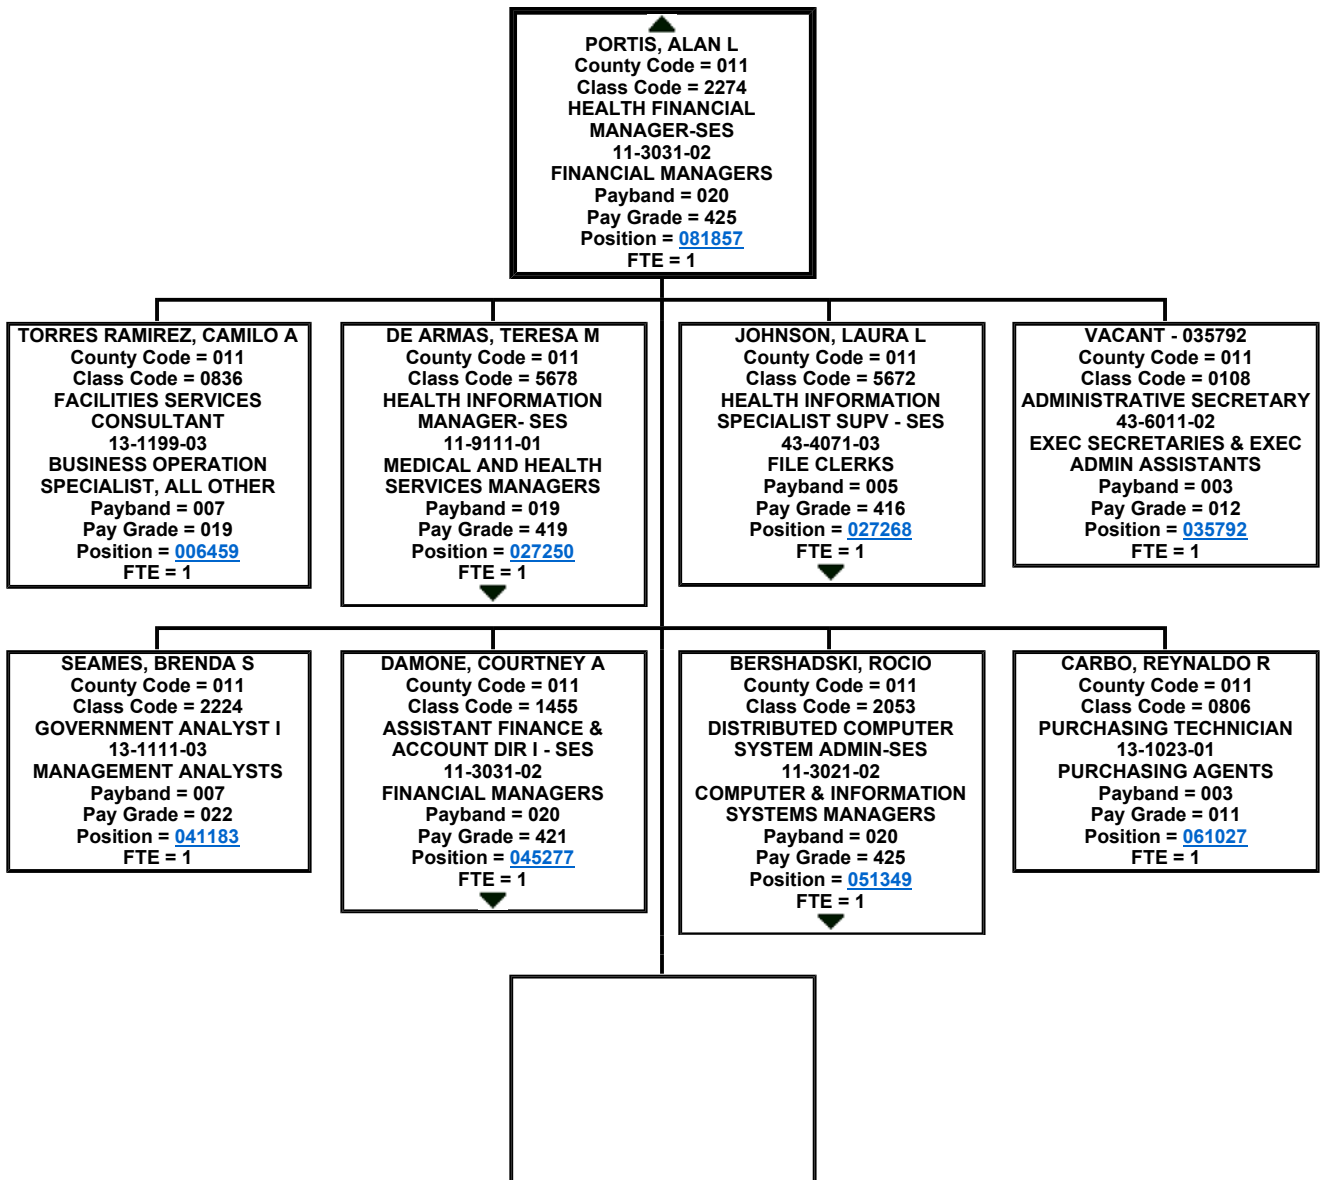 PORTIS, ALAN L
County Code = 011
Class Code = 2274
HEALTH FINANCIAL
MANAGER-SES
11-3031-02
FINANCIAL MANAGERS
Payband = 020
Pay Grade = 425
Position = 081857
FTE = 1
TORRES RAMIREZ, CAMILO A
County Code = 011
Class Code = 0836
FACILITIES SERVICES
CONSULTANT
13-1199-03
BUSINESS OPERATION
SPECIALIST, ALL OTHER
Payband = 007
Pay Grade = 019
Position = 006459
FTE = 1
DE ARMAS, TERESA M
County Code = 011
Class Code = 5678
HEALTH INFORMATION
MANAGER- SES
11-9111-01
MEDICAL AND HEALTH
SERVICES MANAGERS
Payband = 019
Pay Grade = 419
Position = 027250
FTE = 1
JOHNSON, LAURA L
County Code = 011
Class Code = 5672
HEALTH INFORMATION
SPECIALIST SUPV - SES
43-4071-03
FILE CLERKS
Payband = 005
Pay Grade = 416
Position = 027268
FTE = 1
VACANT - 035792
County Code = 011
Class Code = 0108
ADMINISTRATIVE SECRETARY
43-6011-02
EXEC SECRETARIES & EXEC
ADMIN ASSISTANTS
Payband = 003
Pay Grade = 012
Position = 035792
FTE = 1
SEAMES, BRENDA S
County Code = 011
Class Code = 2224
GOVERNMENT ANALYST I
13-1111-03
MANAGEMENT ANALYSTS
Payband = 007
Pay Grade = 022
Position = 041183
FTE = 1
DAMONE, COURTNEY A
County Code = 011
Class Code = 1455
ASSISTANT FINANCE &
ACCOUNT DIR I - SES
11-3031-02
FINANCIAL MANAGERS
Payband = 020
Pay Grade = 421
Position = 045277
FTE = 1
BERSHADSKI, ROCIO
County Code = 011
Class Code = 2053
DISTRIBUTED COMPUTER
SYSTEM ADMIN-SES
11-3021-02
COMPUTER & INFORMATION
SYSTEMS MANAGERS
Payband = 020
Pay Grade = 425
Position = 051349
FTE = 1
CARBO, REYNALDO R
County Code = 011
Class Code = 0806
PURCHASING TECHNICIAN
13-1023-01
PURCHASING AGENTS
Payband = 003
Pay Grade = 011
Position = 061027
FTE = 1